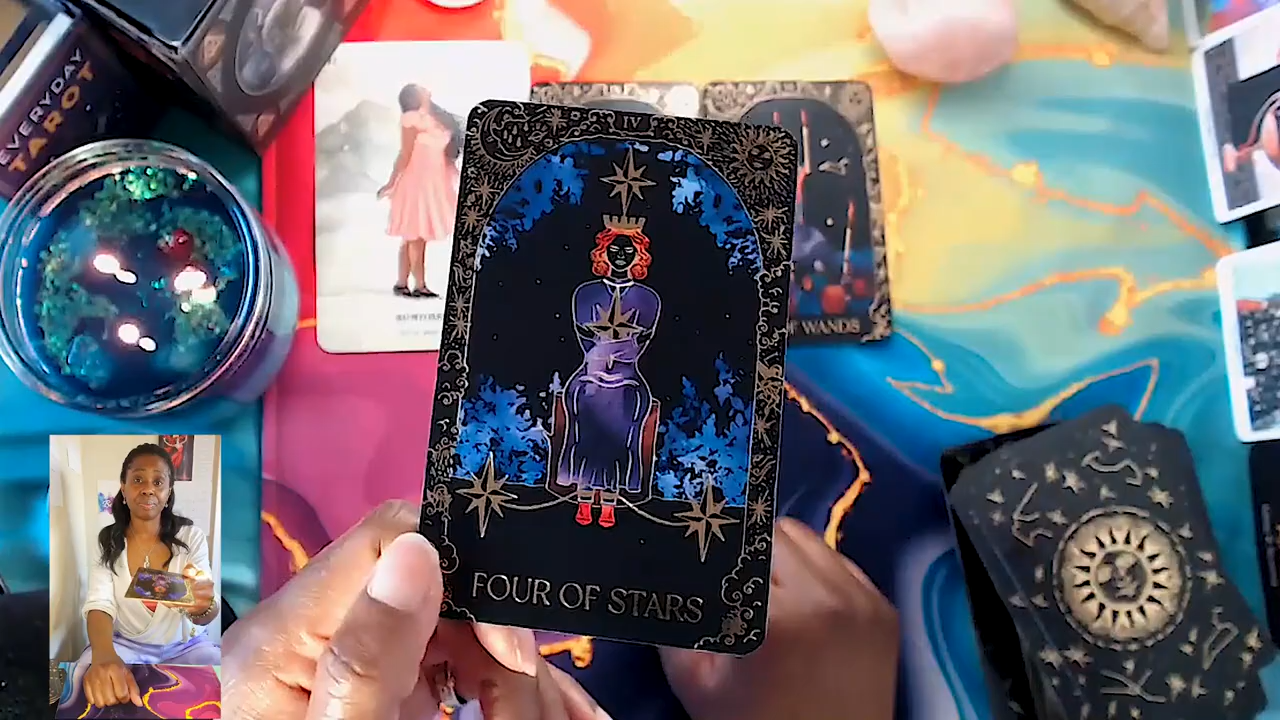 EVERYDAY
TAROT
IV
OF WANDS
FOUR OF STARS